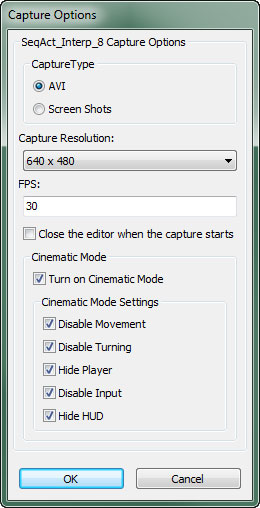 Capture Options
SeqAct_Interp_8 Capture Options
CaptureType
AVI
Screen Shots
Capture Resolution:
640 x 480
FPS:
30
Close the editor when the capture starts
Cinematic Mode
Turn on Cinematic Mode
Cinematic Mode Settings
Disable Movement
Disable Turning
Hide Player
Disable Input
Hide HUD
OK
Cancel